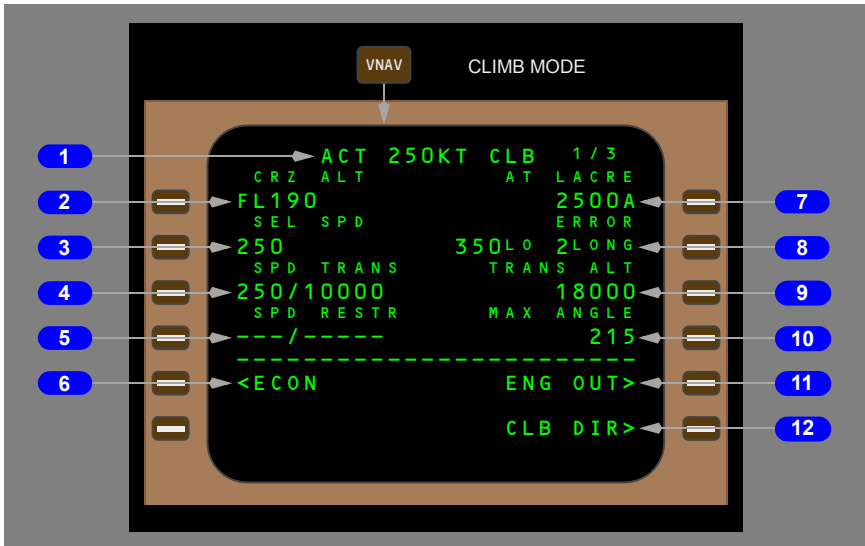 VNAV CLIMB MODE
1 ACT 250KT CLB 1/3
CRZ ALT AT LACRE
2 FL190 2500A 7
SEL SPD ERROR
3 250 350LO 2LONG 8
SPD TRANS TRANS ALT
4 250/10000 18000 9
SPD RESTR MAX ANGLE
5 ---/----- 215 10
------------------------
6 <ECON ENG OUT> 11
CLB DIR> 12